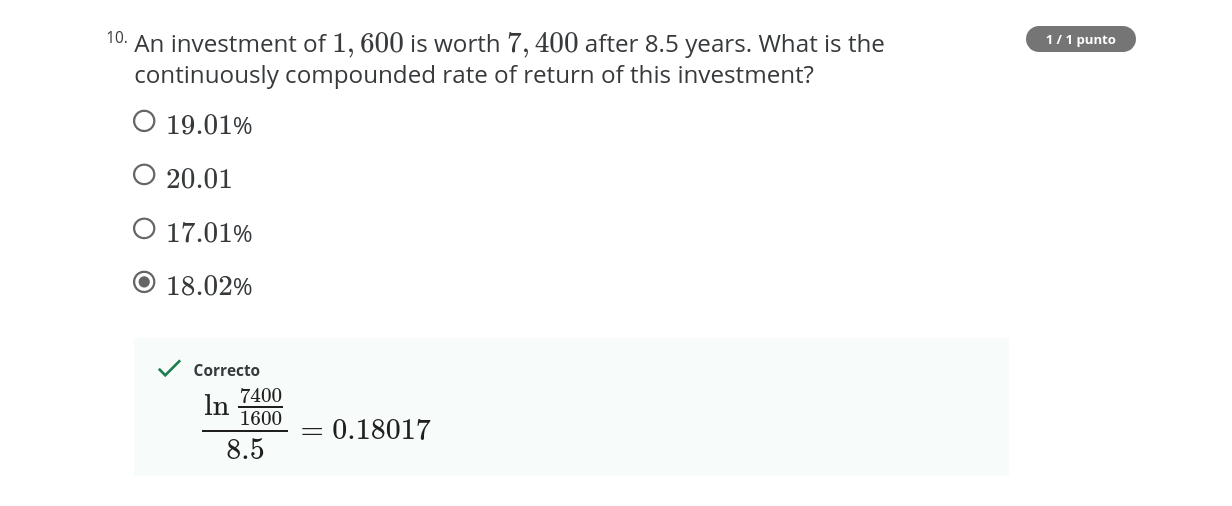 10. An investment of 1, 600 is worth 7, 400 after 8.5 years. What is the
1 / 1 punto
continuously compounded rate of return of this investment?
19.01%
20.01
17.01%
18.02%
Correcto
ln 7400
1600
8.5
= 0.18017